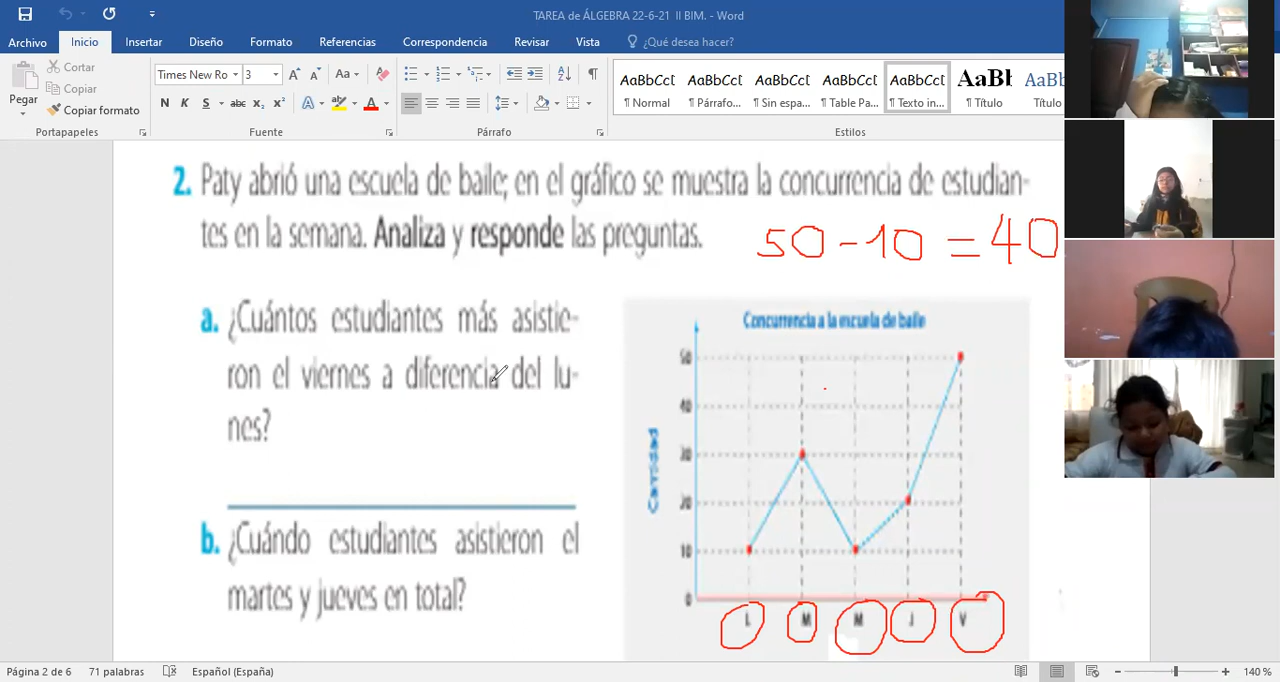 TAREA de ÁLGEBRA 22-6-21 II BIM. - Word
Archivo Inicio Insertar Diseño Formato Referencias Correspondencia Revisar Vista ¿Qué desea hacer?
Cortar
Copiar
Copiar formato
Pegar
Portapapeles
Times New Ro 3
N K S abc x₂ x²
Fuente
Párrafo
AaBbCcI AaBbCcI AaBbCcI AaBbCcI AaBbCcI AaBb AaBb
¶ Normal ¶ Párrafo... ¶ Sin espa... ¶ Table Pa... ¶ Texto in... ¶ Título Título
Estilos
2. Paty abrió una escuela de baile; en el gráfico se muestra la concurrencia de estudian-
tes en la semana. Analiza y responde las preguntas.
50 - 10 = 40
a. ¿Cuántos estudiantes más asistie-
ron el viernes a diferencia del lu-
nes?
b. ¿Cuándo estudiantes asistieron el
martes y jueves en total?
Concurrencia a la escuela de baile
Cantidad
50
40
30
20
10
0
L M M J V
Página 2 de 6 71 palabras Español (España) 140 %